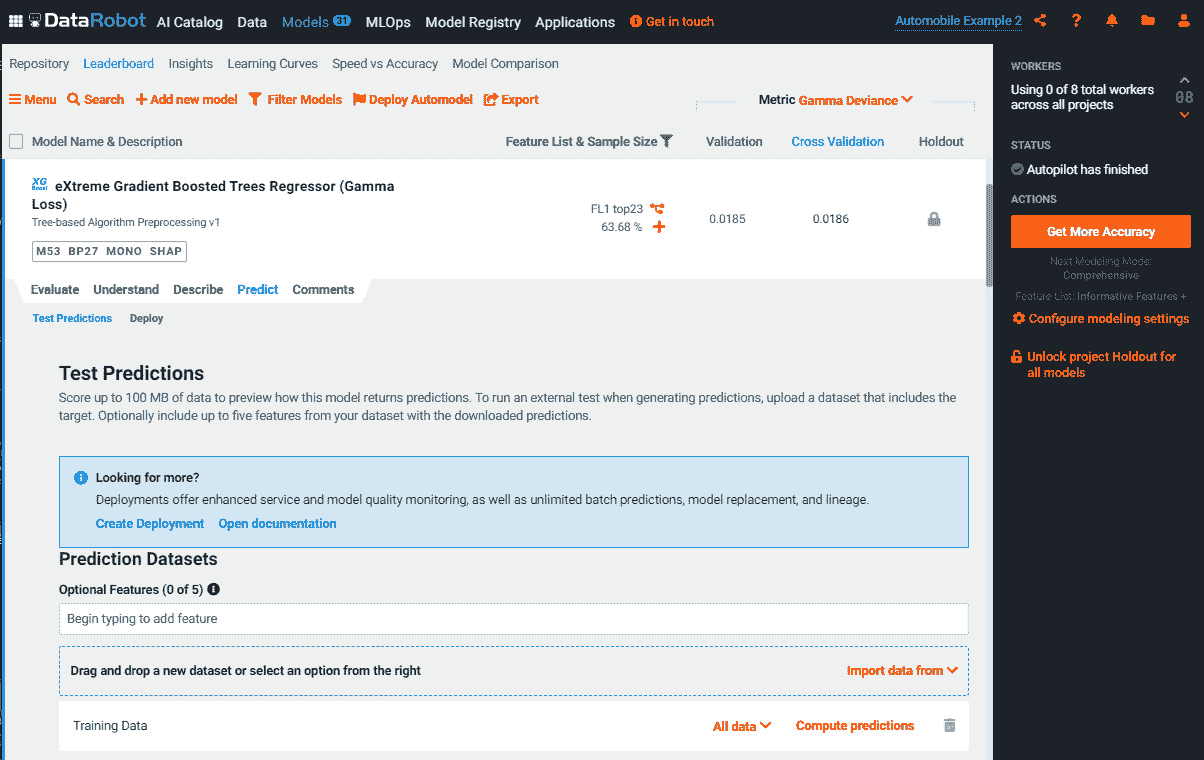 DataRobot AI Catalog Data Models 31 MLOps Model Registry Applications Get in touch Automobile Example 2
Repository Leaderboard Insights Learning Curves Speed vs Accuracy Model Comparison
Menu Search Add new model Filter Models Deploy Automodel Export Metric Gamma Deviance
Model Name & Description Feature List & Sample Size Validation Cross Validation Holdout
XG Boost eXtreme Gradient Boosted Trees Regressor (Gamma
Loss)
Tree-based Algorithm Preprocessing v1
M53 BP27 MONO SHAP
FL1 top23
63.68 %
0.0185 0.0186
Evaluate Understand Describe Predict Comments
Test Predictions Deploy
Test Predictions
Score up to 100 MB of data to preview how this model returns predictions. To run an external test when generating predictions, upload a dataset that includes the
target. Optionally include up to five features from your dataset with the downloaded predictions.
Looking for more?
Deployments offer enhanced service and model quality monitoring, as well as unlimited batch predictions, model replacement, and lineage.
Create Deployment Open documentation
Prediction Datasets
Optional Features (0 of 5)
Begin typing to add feature
Drag and drop a new dataset or select an option from the right Import data from
Training Data All data Compute predictions
WORKERS
Using 0 of 8 total workers
across all projects
08
STATUS
Autopilot has finished
ACTIONS
Get More Accuracy
Next Modeling Mode:
Comprehensive
Feature List: Informative Features +
Configure modeling settings
Unlock project Holdout for
all models